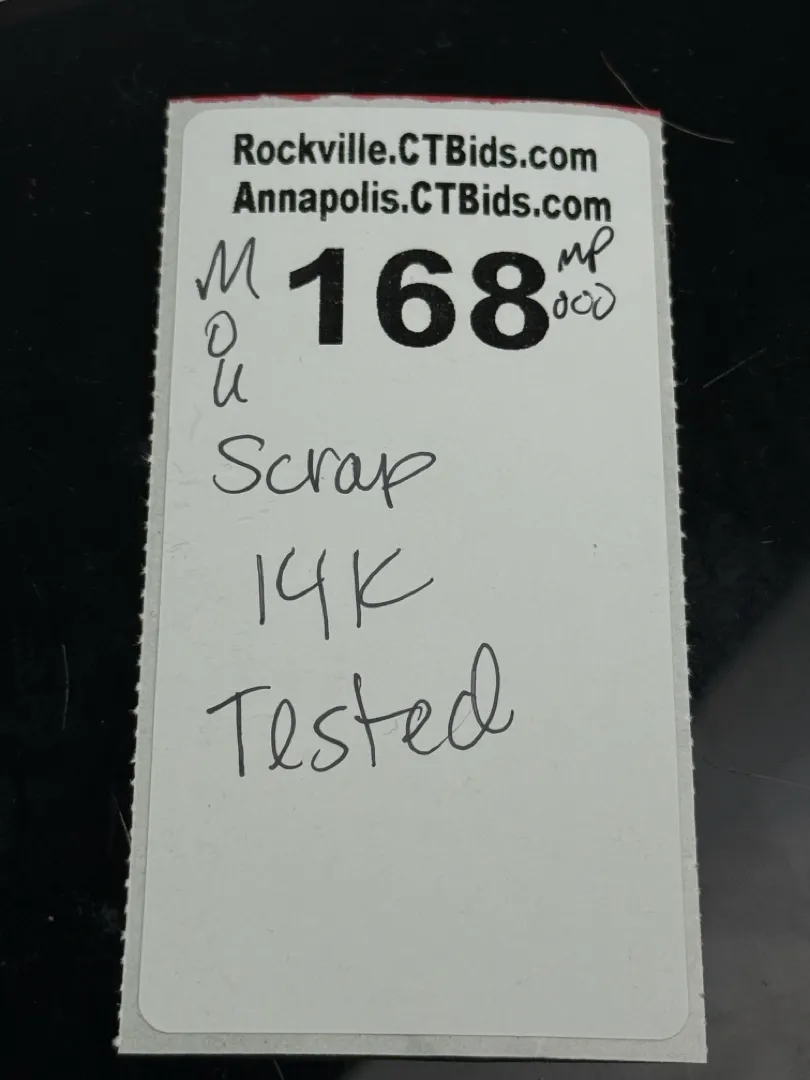 Rockville.CTBids.com
Annapolis.CTBids.com
M
o
u
168
MP
000
Scrap
14K
Tested